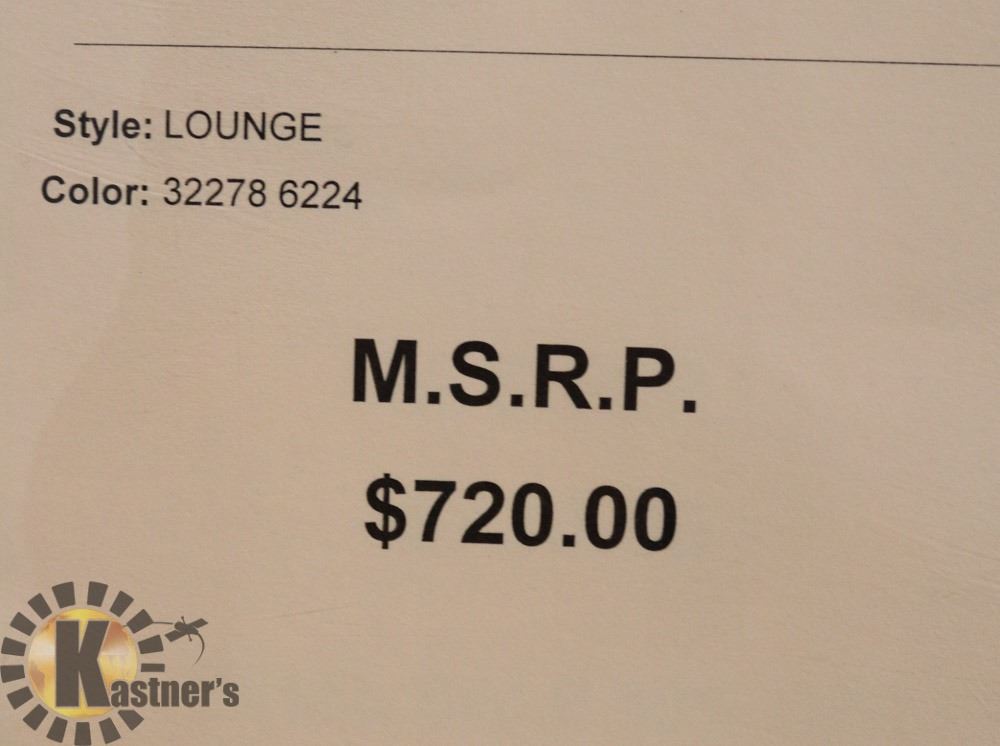 Style: LOUNGE
Color: 32278 6224
M.S.R.P.
$720.00
Kastner's